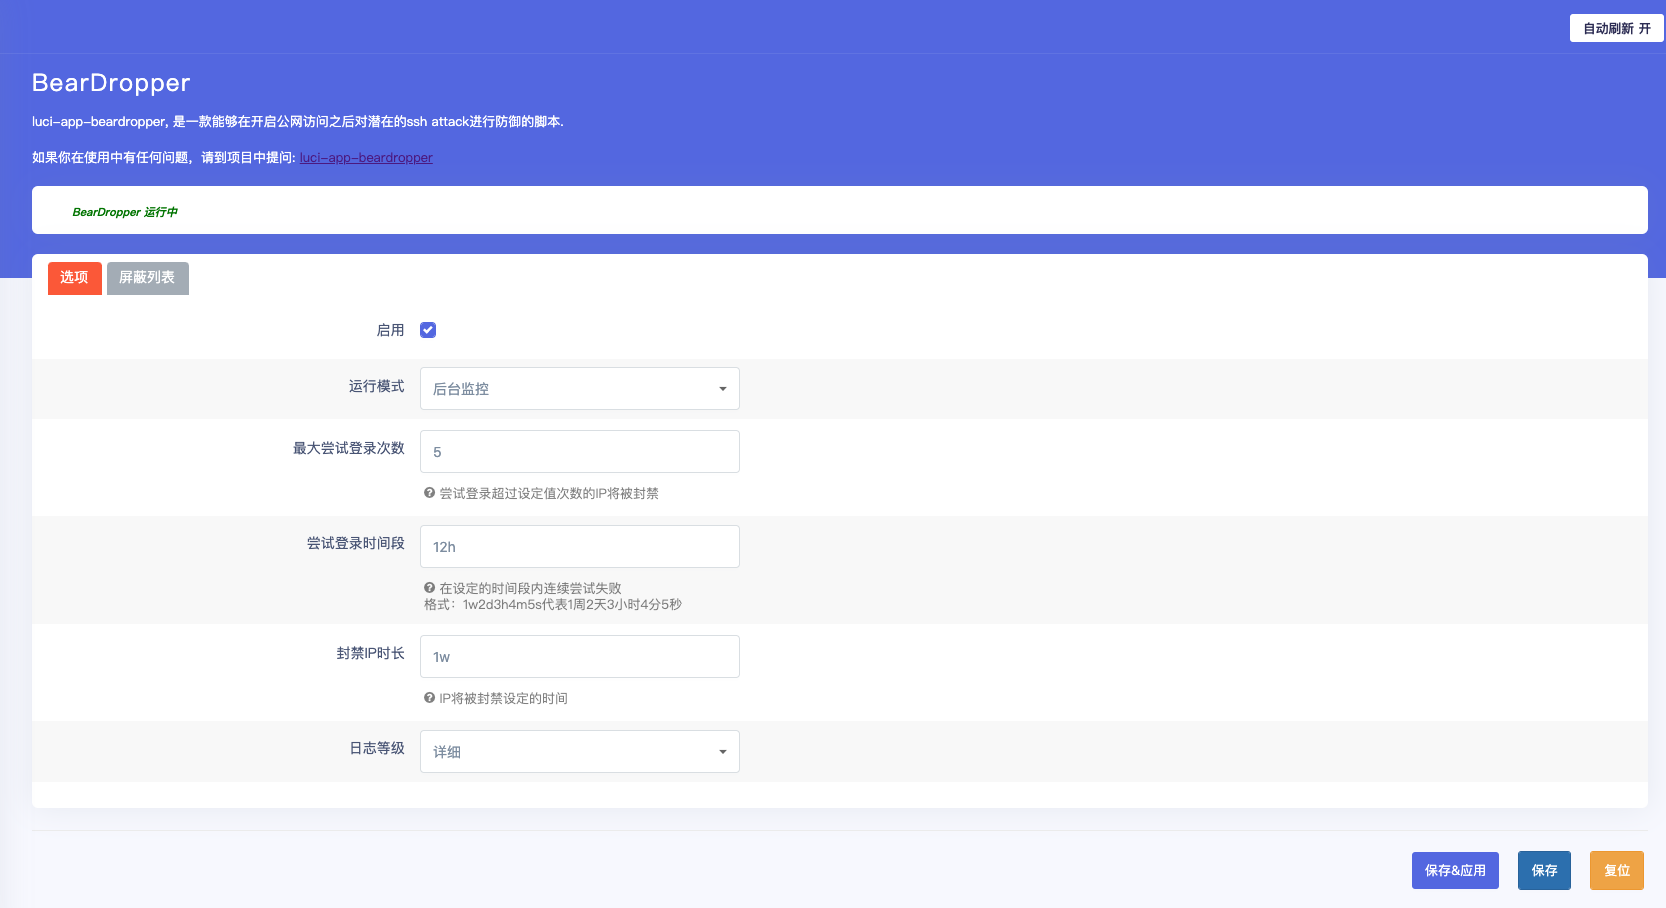 自动刷新 开
BearDropper
luci-app-beardropper, 是一款能够在开启公网访问之后对潜在的ssh attack进行防御的脚本.
如果你在使用中有任何问题，请到项目中提问: luci-app-beardropper
BearDropper 运行中
选项 屏蔽列表
启用
运行模式 后台监控
最大尝试登录次数 5
尝试登录超过设定值次数的IP将被封禁
尝试登录时间段 12h
在设定的时间段内连续尝试失败
格式：1w2d3h4m5s代表1周2天3小时4分5秒
封禁IP时长 1w
IP将被封禁设定的时间
日志等级 详细
保存&应用 保存 复位